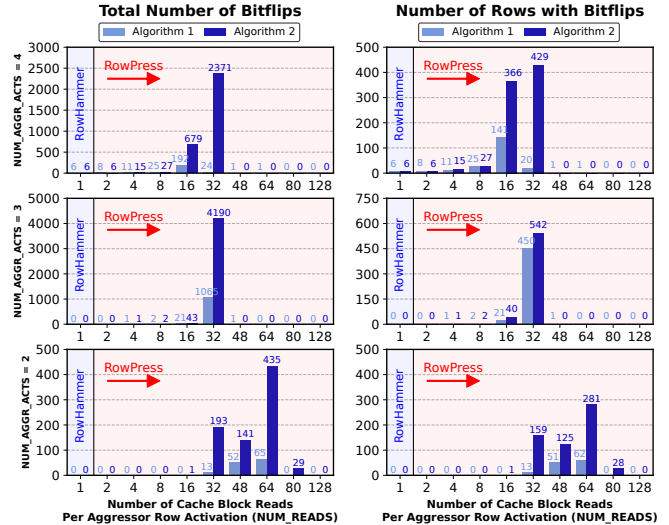 Total Number of Bitflips
Number of Rows with Bitflips
Algorithm 1 Algorithm 2
Algorithm 1 Algorithm 2
NUM_AGGR_ACTS = 4
3000
2500
2000
1500
1000
500
0
RowHammer
RowPress
6 6 8 6 11 15 25 27 192 679 24 2371 1 0 1 0 0 0 0 0
1 2 4 8 16 32 48 64 80 128
500
400
300
200
100
0
RowHammer
RowPress
6 6 8 6 11 15 25 27 141 366 20 429 1 0 1 0 0 0 0 0
1 2 4 8 16 32 48 64 80 128
NUM_AGGR_ACTS = 3
5000
4000
3000
2000
1000
0
RowHammer
RowPress
0 0 0 0 1 1 2 2 21 43 1065 4190 1 0 0 0 0 0 0 0
1 2 4 8 16 32 48 64 80 128
750
600
450
300
150
0
RowHammer
RowPress
0 0 0 0 1 1 2 2 21 40 450 542 1 0 0 0 0 0 0 0
1 2 4 8 16 32 48 64 80 128
NUM_AGGR_ACTS = 2
500
400
300
200
100
0
RowHammer
RowPress
0 0 0 0 0 0 0 0 0 1 13 193 52 141 65 435 0 29 0 0
1 2 4 8 16 32 48 64 80 128
500
400
300
200
100
0
RowHammer
RowPress
0 0 0 0 0 0 0 0 0 1 13 159 51 125 62 281 0 28 0 0
1 2 4 8 16 32 48 64 80 128
Number of Cache Block Reads
Per Aggressor Row Activation (NUM_READS)
Number of Cache Block Reads
Per Aggressor Row Activation (NUM_READS)